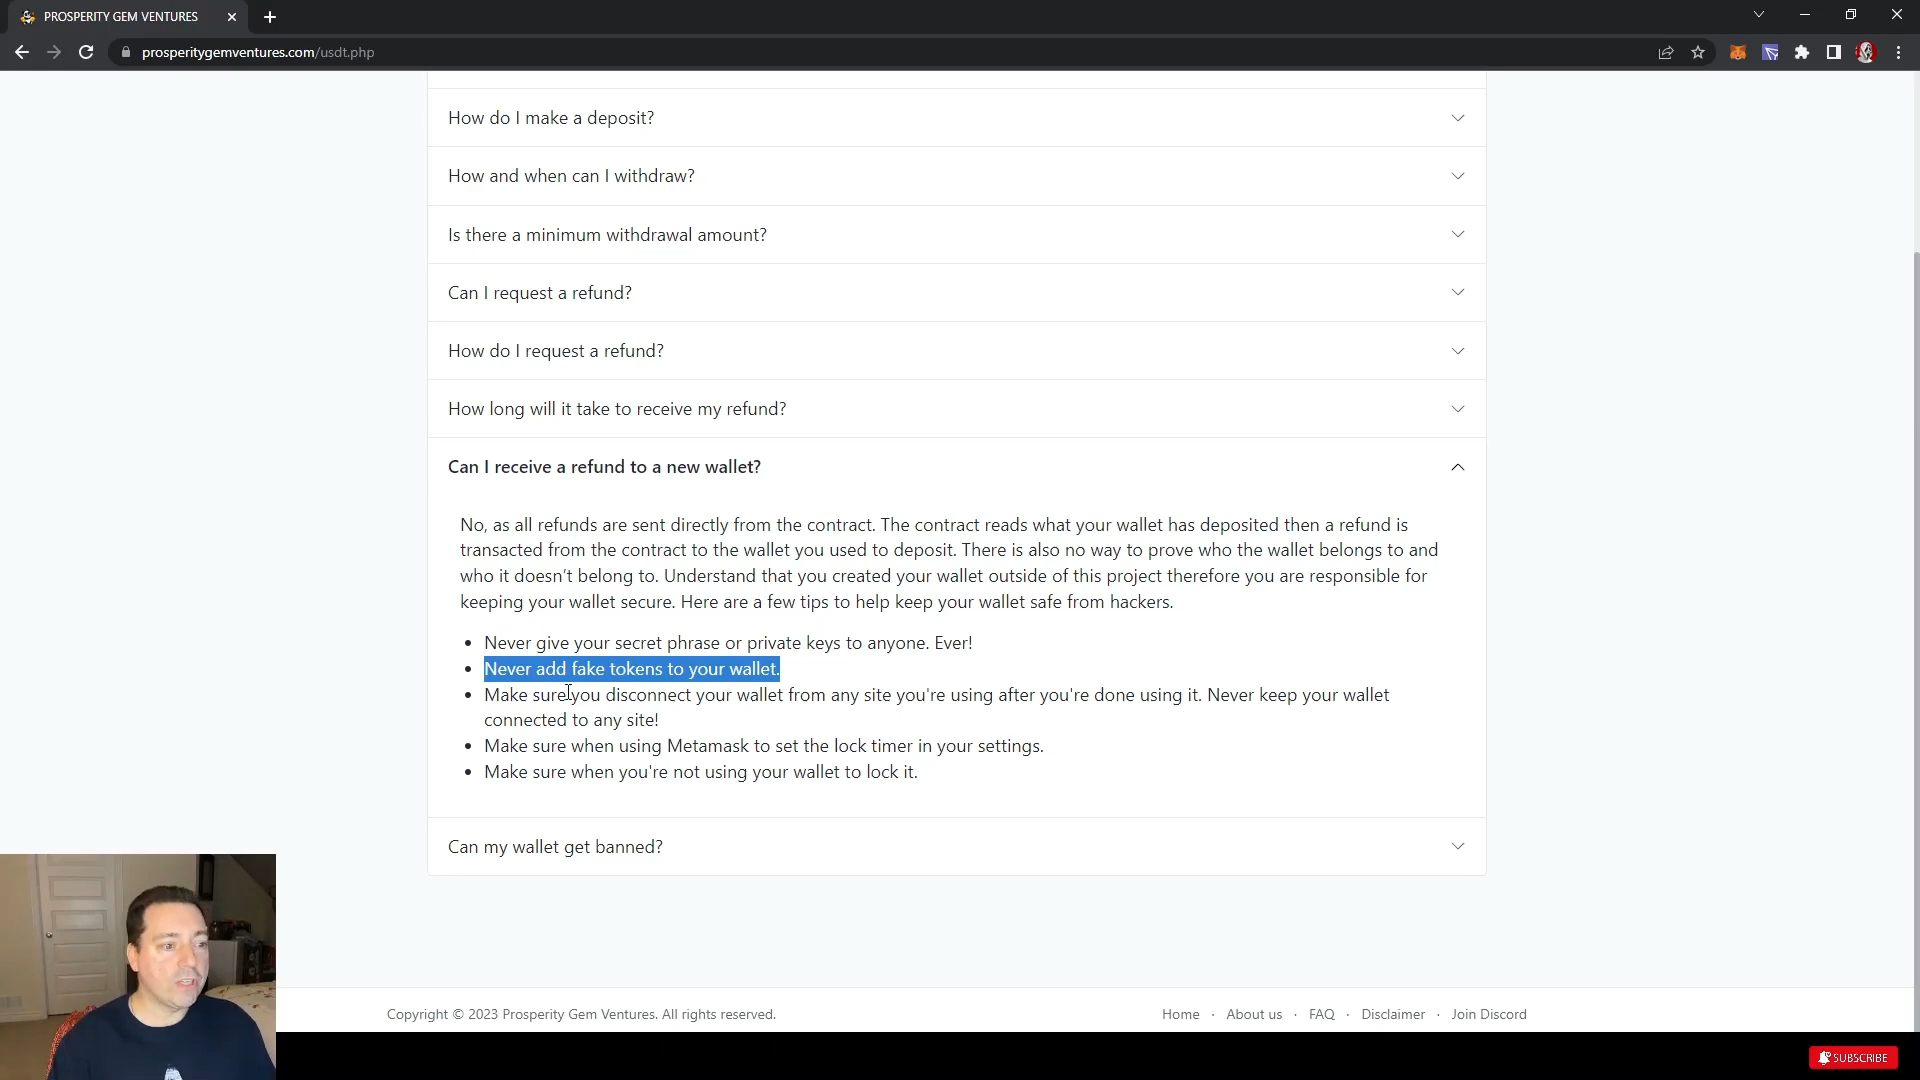 PROSPERITY GEM VENTURES
prosperitygemventures.com/usdt.php
How do I make a deposit?
How and when can I withdraw?
Is there a minimum withdrawal amount?
Can I request a refund?
How do I request a refund?
How long will it take to receive my refund?
Can I receive a refund to a new wallet?
No, as all refunds are sent directly from the contract. The contract reads what your wallet has deposited then a refund is
transacted from the contract to the wallet you used to deposit. There is also no way to prove who the wallet belongs to and
who it doesn't belong to. Understand that you created your wallet outside of this project therefore you are responsible for
keeping your wallet secure. Here are a few tips to help keep your wallet safe from hackers.
• Never give your secret phrase or private keys to anyone. Ever!
• Never add fake tokens to your wallet.
• Make sure you disconnect your wallet from any site you're using after you're done using it. Never keep your wallet
connected to any site!
• Make sure when using Metamask to set the lock timer in your settings.
• Make sure when you're not using your wallet to lock it.
Can my wallet get banned?
Copyright © 2023 Prosperity Gem Ventures. All rights reserved.
Home · About us · FAQ · Disclaimer · Join Discord
SUBSCRIBE